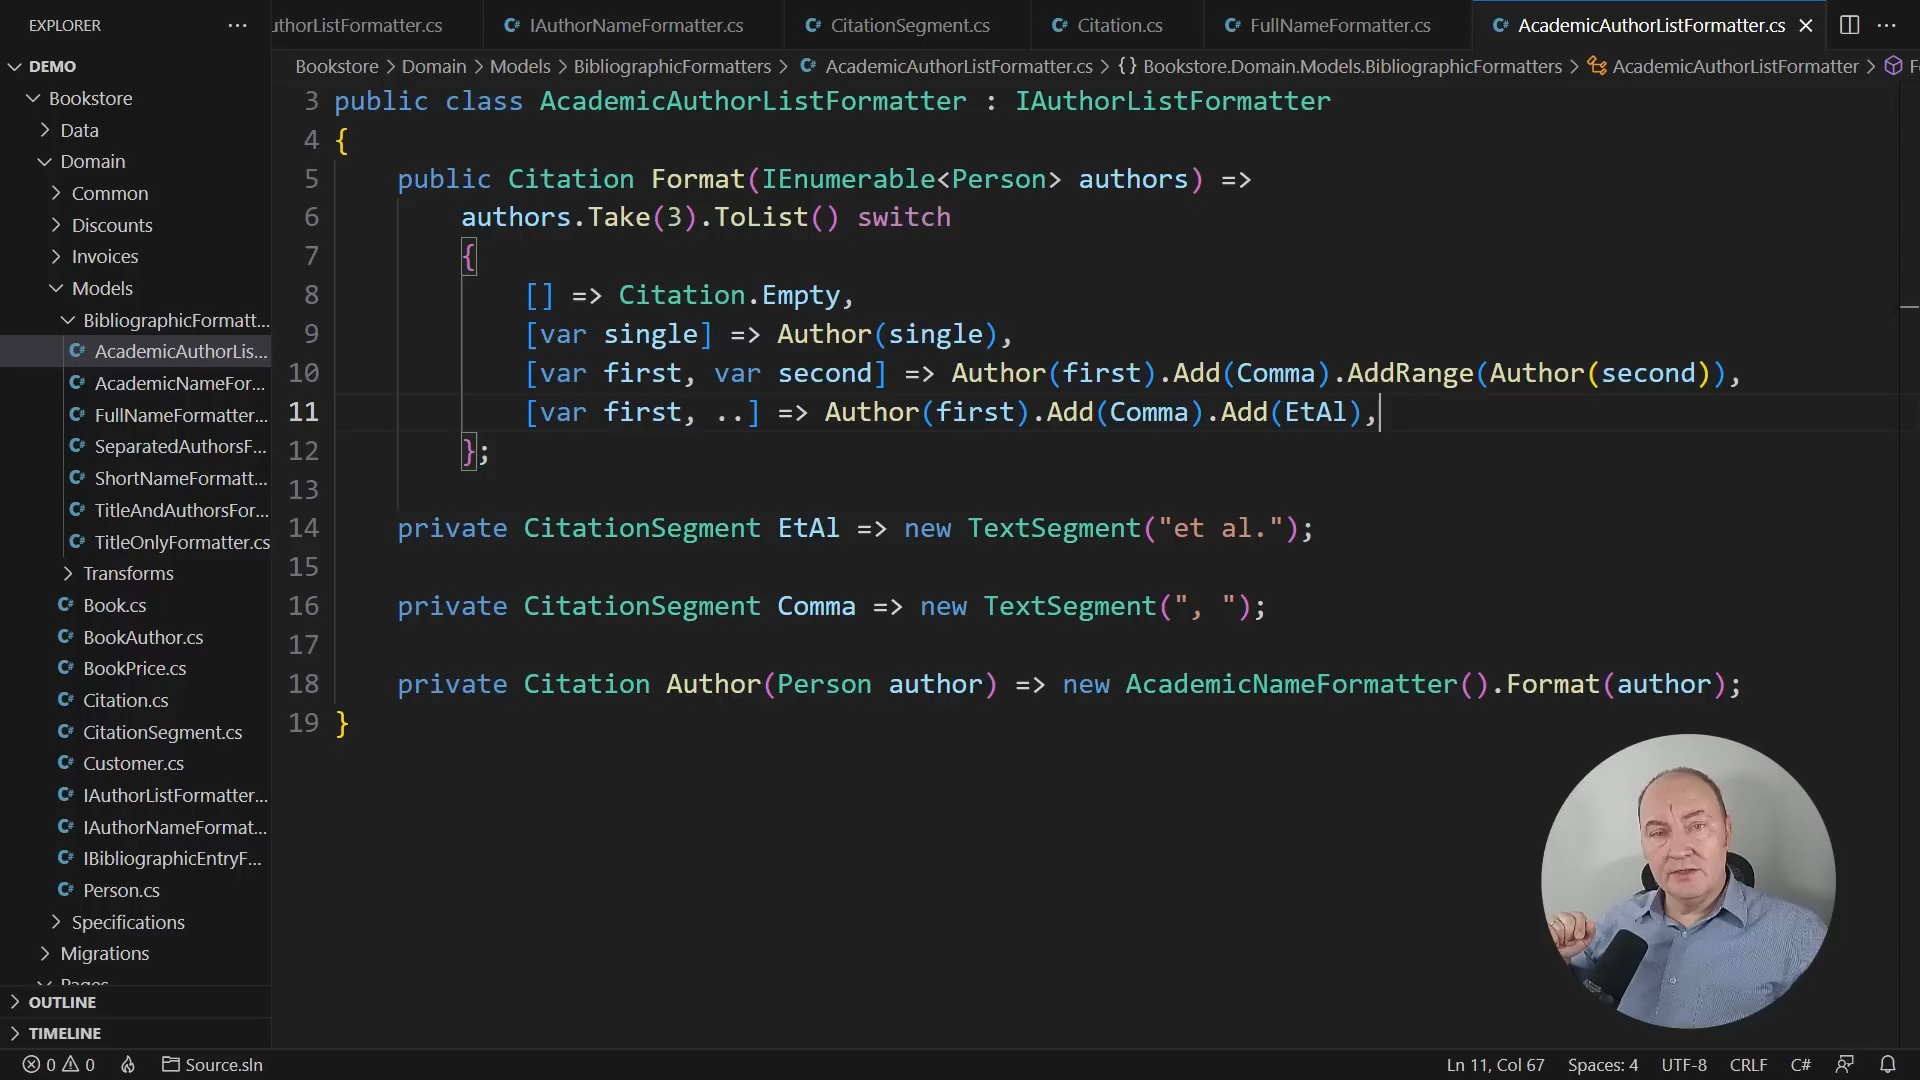 EXPLORER
···
uthorListFormatter.cs
IAuthorNameFormatter.cs
CitationSegment.cs
Citation.cs
FullNameFormatter.cs
AcademicAuthorListFormatter.cs
···
DEMO
Bookstore
Data
Domain
Common
Discounts
Invoices
Models
BibliographicFormatt...
AcademicAuthorLis...
AcademicNameFor...
FullNameFormatter...
SeparatedAuthorsF...
ShortNameFormatt...
TitleAndAuthorsFor...
TitleOnlyFormatter.cs
Transforms
Book.cs
BookAuthor.cs
BookPrice.cs
Citation.cs
CitationSegment.cs
Customer.cs
IAuthorListFormatter...
IAuthorNameFormat...
IBibliographicEntryF...
Person.cs
Specifications
Migrations
Pages
OUTLINE
TIMELINE
Bookstore > Domain > Models > BibliographicFormatters > AcademicAuthorListFormatter.cs > {} Bookstore.Domain.Models.BibliographicFormatters > AcademicAuthorListFormatter > F
3 public class AcademicAuthorListFormatter : IAuthorListFormatter
4 {
5 public Citation Format(IEnumerable<Person> authors) =>
6 authors.Take(3).ToList() switch
7 {
8 [] => Citation.Empty,
9 [var single] => Author(single),
10 [var first, var second] => Author(first).Add(Comma).AddRange(Author(second)),
11 [var first, ..] => Author(first).Add(Comma).Add(EtAl),
12 };
13
14 private CitationSegment EtAl => new TextSegment("et al.");
15
16 private CitationSegment Comma => new TextSegment(", ");
17
18 private Citation Author(Person author) => new AcademicNameFormatter().Format(author);
19 }
0 0 Source.sln
Ln 11, Col 67 Spaces: 4 UTF-8 CRLF C#